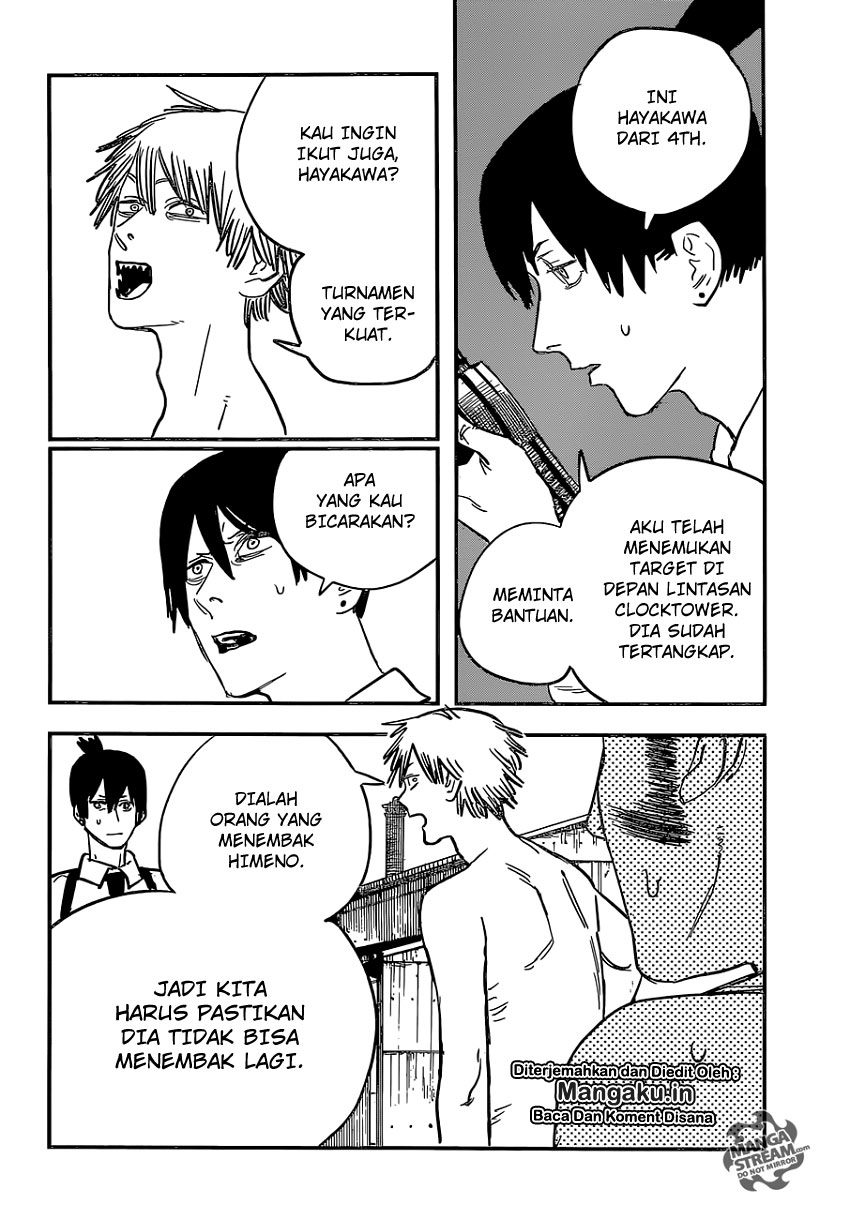 INI
HAYAKAWA
DARI 4TH.
AKU TELAH
MENEMUKAN
TARGET DI
DEPAN LINTASAN
CLOCKTOWER.
DIA SUDAH
TERTANGKAP.
MEMINTA
BANTUAN.
KAU INGIN
IKUT JUGA,
HAYAKAWA?
TURNAMEN
YANG TER-
KUAT.
APA
YANG KAU
BICARAKAN?
DIALAH
ORANG YANG
MENEMBAK
HIMENO.
JADI KITA
HARUS PASTIKAN
DIA TIDAK BISA
MENEMBAK LAGI.
Diterjemahkan dan Diedit Oleh :
Mangaku.in
Baca Dan Koment Disana
MANGA
STREAM.com
DO NOT MIRROR